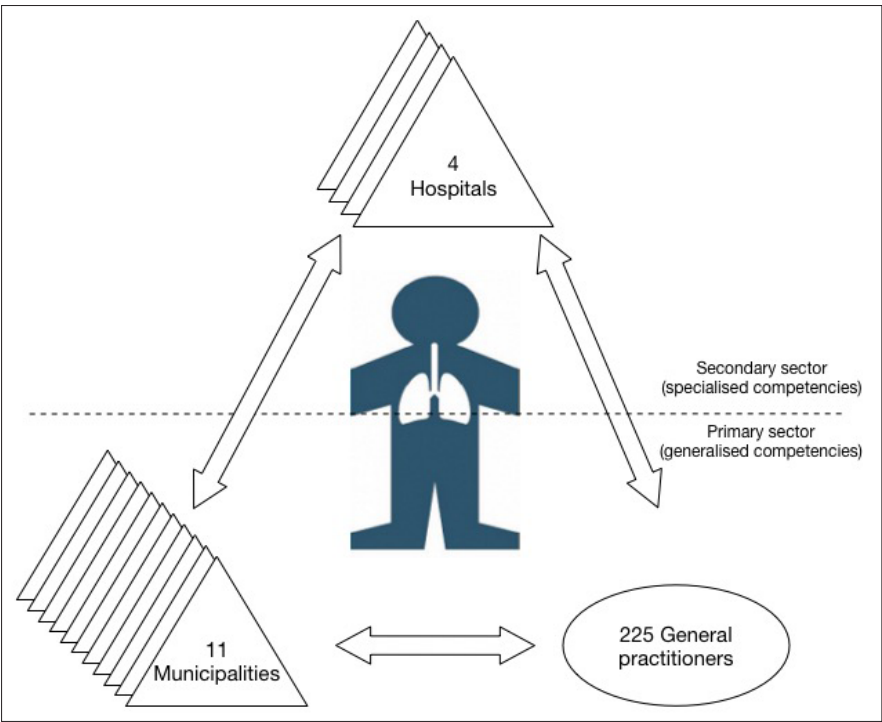 4
Hospitals
Secondary sector
(specialised competencies)
Primary sector
(generalised competencies)
11
Municipalities
225 General
practitioners